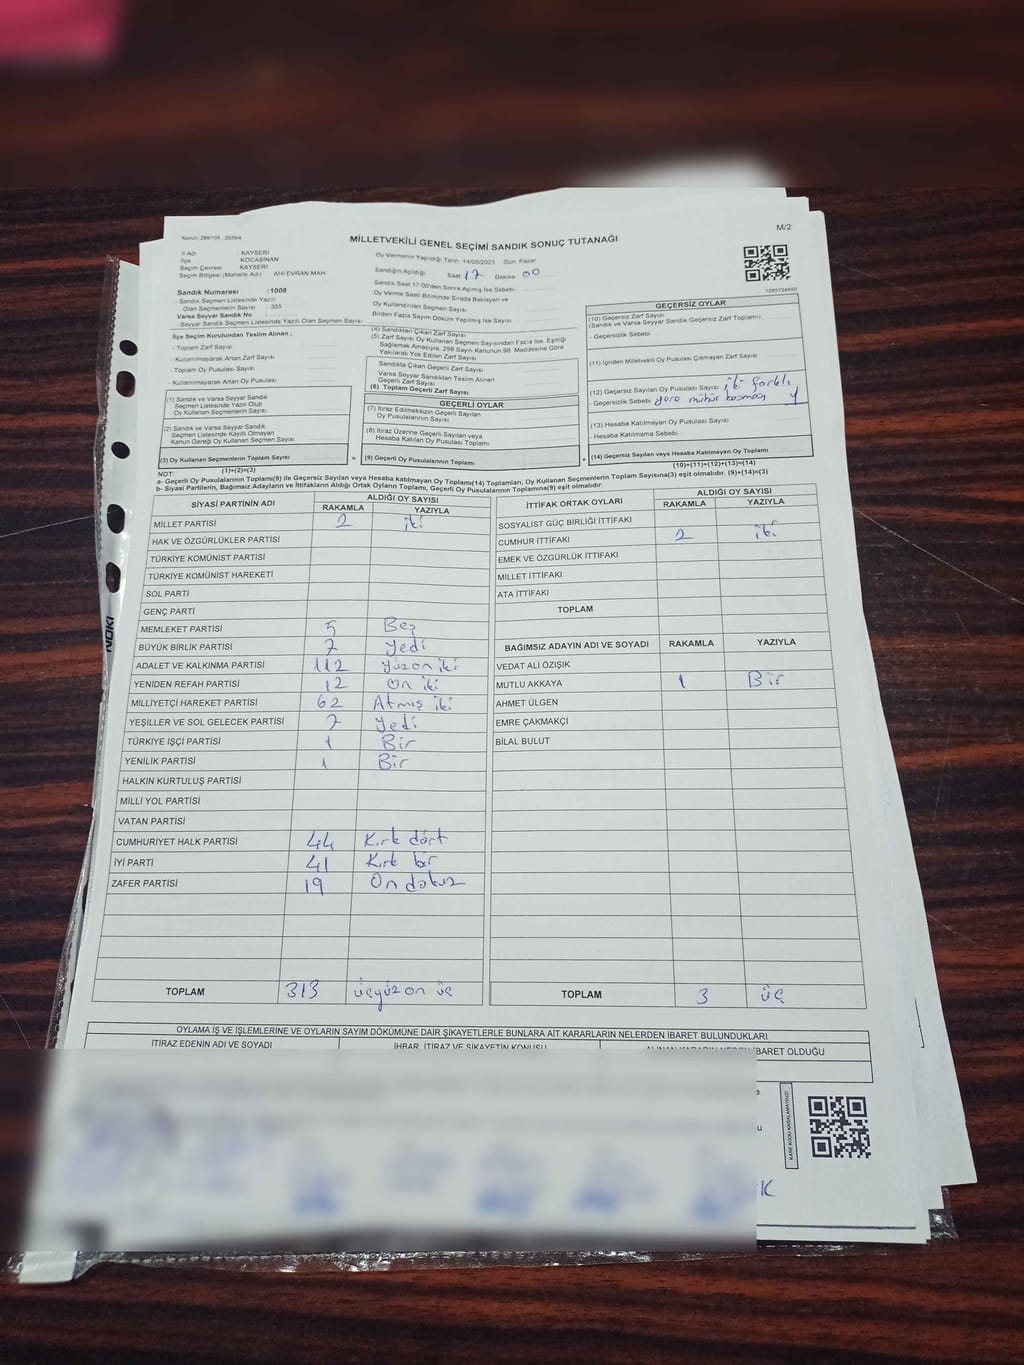 M/2
Kanun: 298/105 , 2839/4
MİLLETVEKİLİ GENEL SEÇİMİ SANDIK SONUÇ TUTANAĞI
İl Adı KAYSERİ
İlçe KOCASİNAN
Seçim Çevresi KAYSERİ
Seçim Bölgesi (Mahalle Adı) AHİ EVRAN MAH
Oy Vermenin Yapıldığı Tarih: 14/05/2023 Gün: Pazar
Sandığın Açıldığı Saat 17 Dakika 00
Sandık Saat 17:00'den Sonra Açılmış İse Sebebi
Oy Verme Saati Bitiminde Sırada Bekleyen ve
Oy Kullandırılan Seçmen Sayısı
Birden Fazla Sayım Döküm Yapılmış İse Sayısı
Sandık Numarası :1008
- Sandık Seçmen Listesinde Yazılı
Olan Seçmenlerin Sayısı : 355
Varsa Seyyar Sandık No
- Seyyar Sandık Seçmen Listesinde Yazılı Olan Seçmen Sayısı
İlçe Seçim Kurulundan Teslim Alınan :
- Toplam Zarf Sayısı
- Kullanılmayarak Artan Zarf Sayısı
- Toplam Oy Pusulası Sayısı
- Kullanılmayarak Artan Oy Pusulası
(1) Sandık ve Varsa Seyyar Sandık
Seçmen Listesinde Yazılı Olup
Oy Kullanan Seçmenlerin Sayısı
(2) Sandık ve Varsa Seyyar Sandık
Seçmen Listesinde Kayıtlı Olmayan
Kanun Gereği Oy Kullanan Seçmen Sayısı
(3) Oy Kullanan Seçmenlerin Toplam Sayısı
(1)+(2)=(3)
(4) Sandıktan Çıkan Zarf Sayısı
(5) Zarf Sayısı Oy Kullanan Seçmen Sayısından Fazla İse, Eşitliği
Sağlamak Amacıyla, 298 Sayılı Kanunun 98. Maddesine Göre
Yakılarak Yok Edilen Zarf Sayısı
Sandıkta Çıkan Geçerli Zarf Sayısı
Varsa Seyyar Sandıktan Teslim Alınan
Geçerli Zarf Sayısı
(6) Toplam Geçerli Zarf Sayısı
GEÇERLİ OYLAR
(7) İtiraz Edilmeksizin Geçerli Sayılan
Oy Pusulalarının Sayısı
(8) İtiraz Üzerine Geçerli Sayılan veya
Hesaba Katılan Oy Pusulası Toplamı
= (9) Geçerli Oy Pusulalarının Toplamı
GEÇERSİZ OYLAR
(10) Geçersiz Zarf Sayısı
(Sandık ve Varsa Seyyar Sandık Geçersiz Zarf Toplamı)
- Geçersizlik Sebebi
(11) İçinden Milletvekili Oy Pusulası Çıkmayan Zarf Sayısı
(12) Geçersiz Sayılan Oy Pusulası Sayısı iki farklı
- Geçersizlik Sebebi yere mühür basması
(13) Hesaba Katılmayan Oy Pusulası Sayısı
- Hesaba Katılmama Sebebi
+ (14) Geçersiz Sayılan veya Hesaba Katılmayan Oy Toplamı
(10)+(11)+(12)+(13)=(14)
NOT:
a- Geçerli Oy Pusulalarının Toplamı(9) ile Geçersiz Sayılan veya Hesaba katılmayan Oy Toplamı(14) Toplamları, Oy Kullanan Seçmenlerin Toplam Sayısına(3) eşit olmalıdır. (9)+(14)=(3)
b- Siyasi Partilerin, Bağımsız Adayların ve İttifakların Aldığı Ortak Oyların Toplamı, Geçerli Oy Pusulalarının Toplamına(9) eşit olmalıdır.
SİYASİ PARTİNİN ADI ALDIĞI OY SAYISI
RAKAMLA YAZIYLA
MİLLET PARTİSİ 2 iki
HAK VE ÖZGÜRLÜKLER PARTİSİ
TÜRKİYE KOMÜNİST PARTİSİ
TÜRKİYE KOMÜNİST HAREKETİ
SOL PARTİ
GENÇ PARTİ
MEMLEKET PARTİSİ 5 Beş
BÜYÜK BİRLİK PARTİSİ 7 yedi
ADALET VE KALKINMA PARTİSİ 112 yüzon iki
YENİDEN REFAH PARTİSİ 12 on iki
MİLLİYETÇİ HAREKET PARTİSİ 62 Atmış iki
YEŞİLLER VE SOL GELECEK PARTİSİ 7 yedi
TÜRKİYE İŞÇİ PARTİSİ 1 Bir
YENİLİK PARTİSİ 1 Bir
HALKIN KURTULUŞ PARTİSİ
MİLLİ YOL PARTİSİ
VATAN PARTİSİ
CUMHURİYET HALK PARTİSİ 44 Kırk dört
İYİ PARTİ 41 Kırk bir
ZAFER PARTİSİ 19 On dokuz
TOPLAM 313 üçyüz on üç
İTTİFAK ORTAK OYLARI ALDIĞI OY SAYISI
RAKAMLA YAZIYLA
SOSYALİST GÜÇ BİRLİĞİ İTTİFAKI
CUMHUR İTTİFAKI 2 iki
EMEK VE ÖZGÜRLÜK İTTİFAKI
MİLLET İTTİFAKI
ATA İTTİFAKI
TOPLAM
BAĞIMSIZ ADAYIN ADI VE SOYADI RAKAMLA YAZIYLA
VEDAT ALİ ÖZIŞIK
MUTLU AKKAYA 1 Bir
AHMET ÜLGEN
EMRE ÇAKMAKÇİ
BİLAL BULUT
TOPLAM 3 üç
OYLAMA İŞ VE İŞLEMLERİNE VE OYLARIN SAYIM DÖKÜMÜNE DAİR ŞİKAYETLERLE BUNLARA AİT KARARLARIN NELERDEN İBARET BULUNDUKLARI
İTİRAZ EDENİN ADI VE SOYADI İHBAR, İTİRAZ VE ŞİKAYETİN KONUSU ALINAN KARARIN NEDEN İBARET OLDUĞU
KARE KODU KARALAMAYINIZ!
NOKI